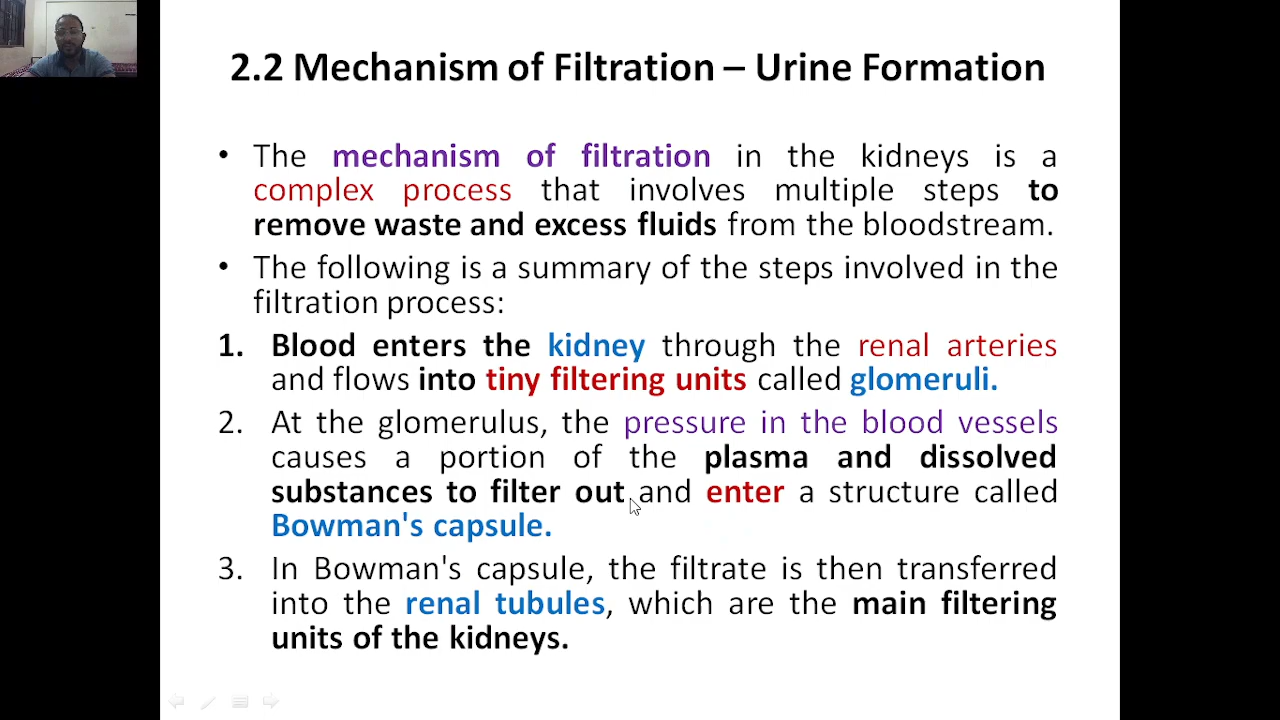 2.2 Mechanism of Filtration – Urine Formation
• The mechanism of filtration in the kidneys is a
complex process that involves multiple steps to
remove waste and excess fluids from the bloodstream.
• The following is a summary of the steps involved in the
filtration process:
1. Blood enters the kidney through the renal arteries
and flows into tiny filtering units called glomeruli.
2. At the glomerulus, the pressure in the blood vessels
causes a portion of the plasma and dissolved
substances to filter out and enter a structure called
Bowman's capsule.
3. In Bowman's capsule, the filtrate is then transferred
into the renal tubules, which are the main filtering
units of the kidneys.